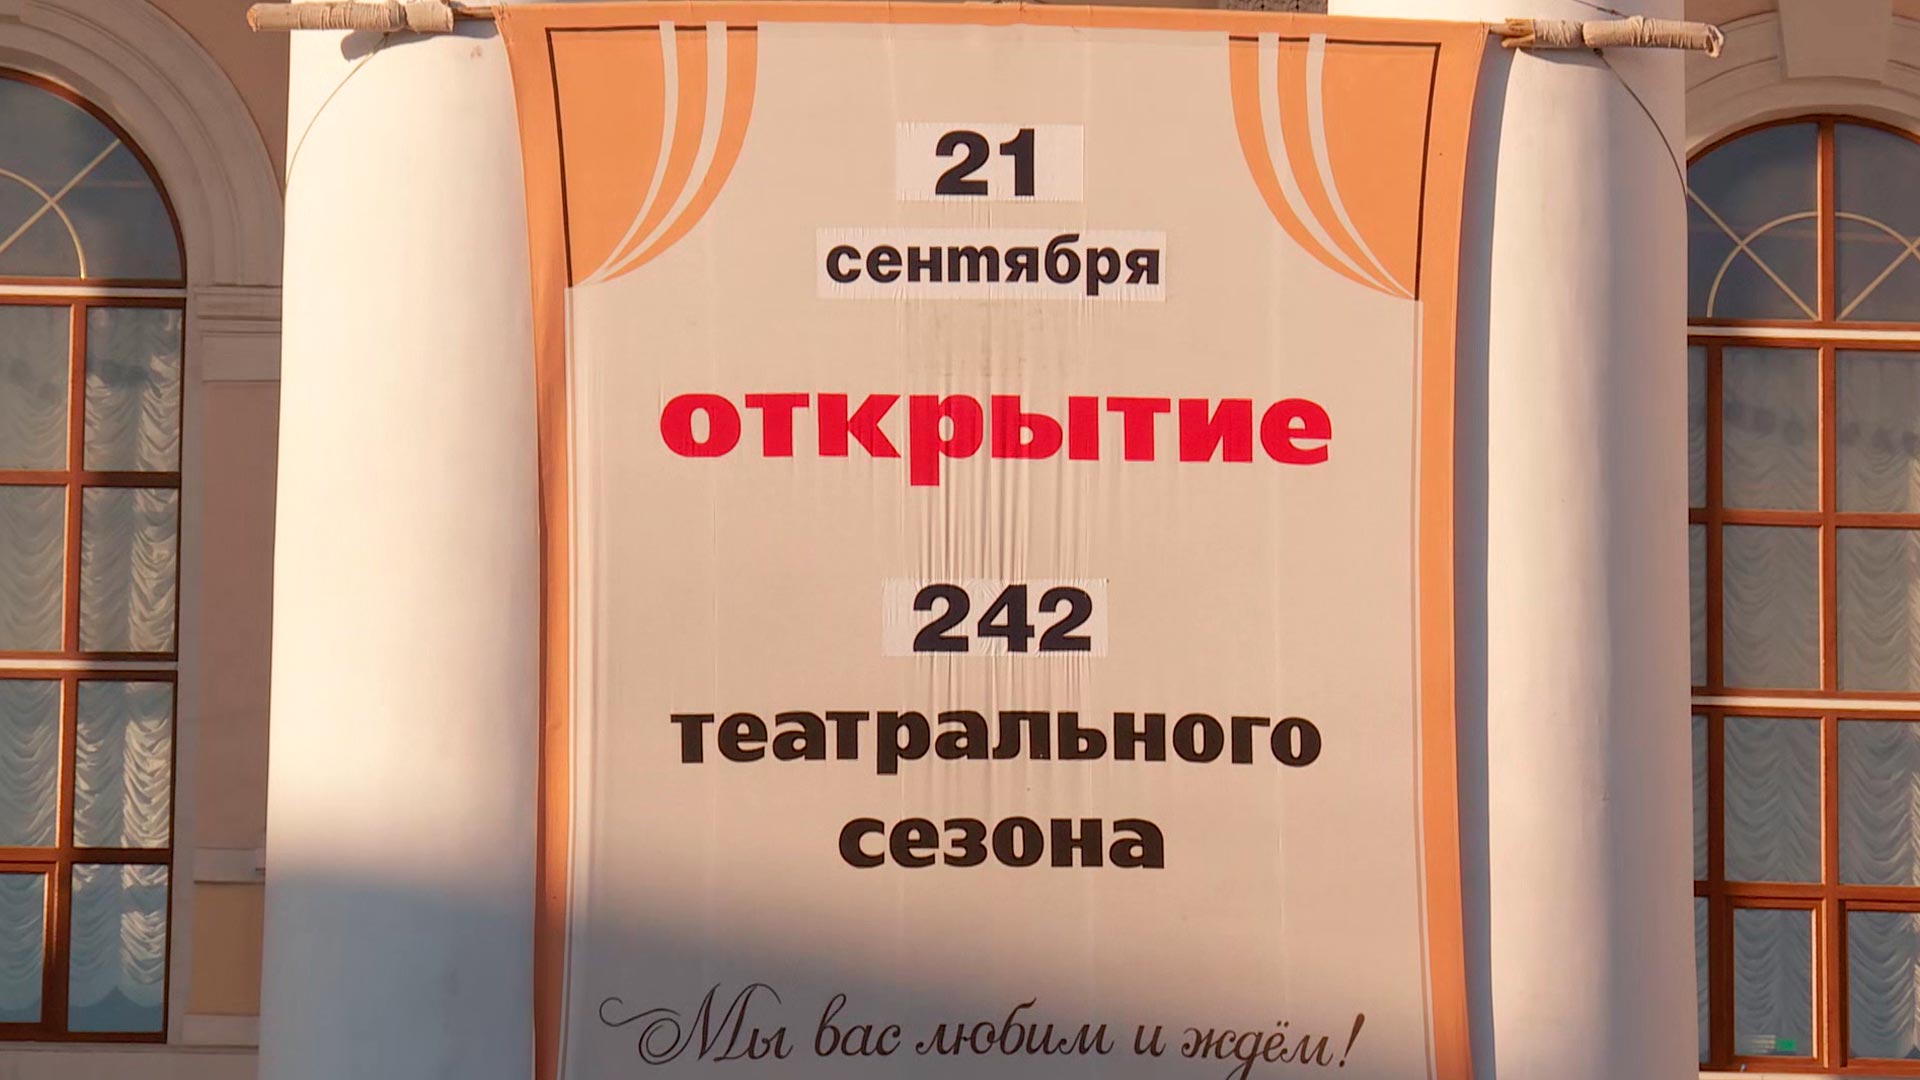 21
сентября
открытие
242
театрального
сезона
Мы вас любим и ждём!